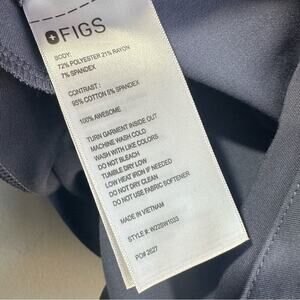 FIGS
BODY:
72% POLYESTER 21% RAYON
7% SPANDEX
CONTRAST:
95% COTTON 5% SPANDEX
100% AWESOME
TURN GARMENT INSIDE OUT
MACHINE WASH COLD
WASH WITH LIKE COLORS
DO NOT BLEACH
TUMBLE DRY LOW
LOW HEAT IRON IF NEEDED
DO NOT DRY CLEAN
DO NOT USE FABRIC SOFTENER
MADE IN VIETNAM
STYLE #: W22SW1033
PO# 2627